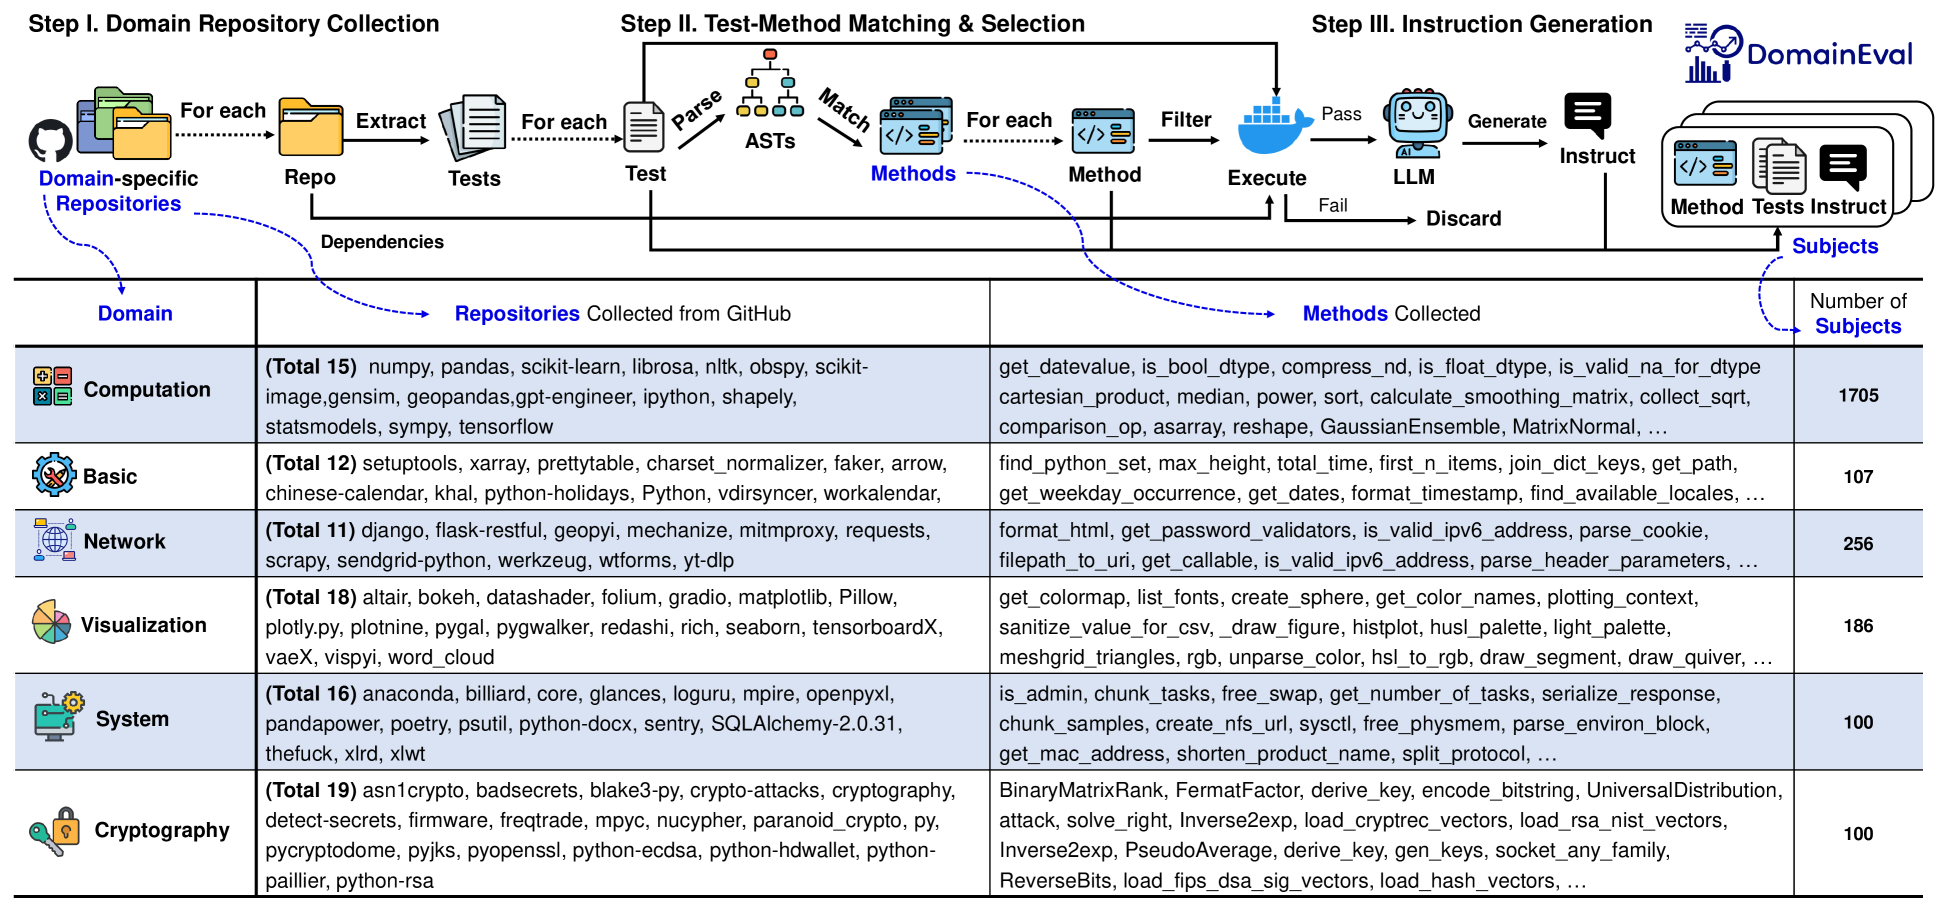 Step I. Domain Repository Collection
Step II. Test-Method Matching & Selection
Step III. Instruction Generation
DomainEval
For each
Extract
For each
Parse
ASTs
Match
For each
Filter
Pass
Generate
AI
Domain-specific
Repositories
Repo
Tests
Test
Methods
Method
Execute
LLM
Instruct
Method Tests Instruct
Fail
Discard
Dependencies
Subjects
Domain
Repositories Collected from GitHub
Methods Collected
Number of
Subjects
Computation
(Total 15) numpy, pandas, scikit-learn, librosa, nltk, obspy, scikit-
image,gensim, geopandas,gpt-engineer, ipython, shapely,
statsmodels, sympy, tensorflow
get_datevalue, is_bool_dtype, compress_nd, is_float_dtype, is_valid_na_for_dtype
cartesian_product, median, power, sort, calculate_smoothing_matrix, collect_sqrt,
comparison_op, asarray, reshape, GaussianEnsemble, MatrixNormal, …
1705
Basic
(Total 12) setuptools, xarray, prettytable, charset_normalizer, faker, arrow,
chinese-calendar, khal, python-holidays, Python, vdirsyncer, workalendar,
find_python_set, max_height, total_time, first_n_items, join_dict_keys, get_path,
get_weekday_occurrence, get_dates, format_timestamp, find_available_locales, …
107
Network
(Total 11) django, flask-restful, geopyi, mechanize, mitmproxy, requests,
scrapy, sendgrid-python, werkzeug, wtforms, yt-dlp
format_html, get_password_validators, is_valid_ipv6_address, parse_cookie,
filepath_to_uri, get_callable, is_valid_ipv6_address, parse_header_parameters, …
256
Visualization
(Total 18) altair, bokeh, datashader, folium, gradio, matplotlib, Pillow,
plotly.py, plotnine, pygal, pygwalker, redashi, rich, seaborn, tensorboardX,
vaeX, vispyi, word_cloud
get_colormap, list_fonts, create_sphere, get_color_names, plotting_context,
sanitize_value_for_csv, _draw_figure, histplot, husl_palette, light_palette,
meshgrid_triangles, rgb, unparse_color, hsl_to_rgb, draw_segment, draw_quiver, …
186
System
(Total 16) anaconda, billiard, core, glances, loguru, mpire, openpyxl,
pandapower, poetry, psutil, python-docx, sentry, SQLAlchemy-2.0.31,
thefuck, xlrd, xlwt
is_admin, chunk_tasks, free_swap, get_number_of_tasks, serialize_response,
chunk_samples, create_nfs_url, sysctl, free_physmem, parse_environ_block,
get_mac_address, shorten_product_name, split_protocol, …
100
Cryptography
(Total 19) asn1crypto, badsecrets, blake3-py, crypto-attacks, cryptography,
detect-secrets, firmware, freqtrade, mpyc, nucypher, paranoid_crypto, py,
pycryptodome, pyjks, pyopenssl, python-ecdsa, python-hdwallet, python-
paillier, python-rsa
BinaryMatrixRank, FermatFactor, derive_key, encode_bitstring, UniversalDistribution,
attack, solve_right, Inverse2exp, load_cryptrec_vectors, load_rsa_nist_vectors,
Inverse2exp, PseudoAverage, derive_key, gen_keys, socket_any_family,
ReverseBits, load_fips_dsa_sig_vectors, load_hash_vectors, …
100